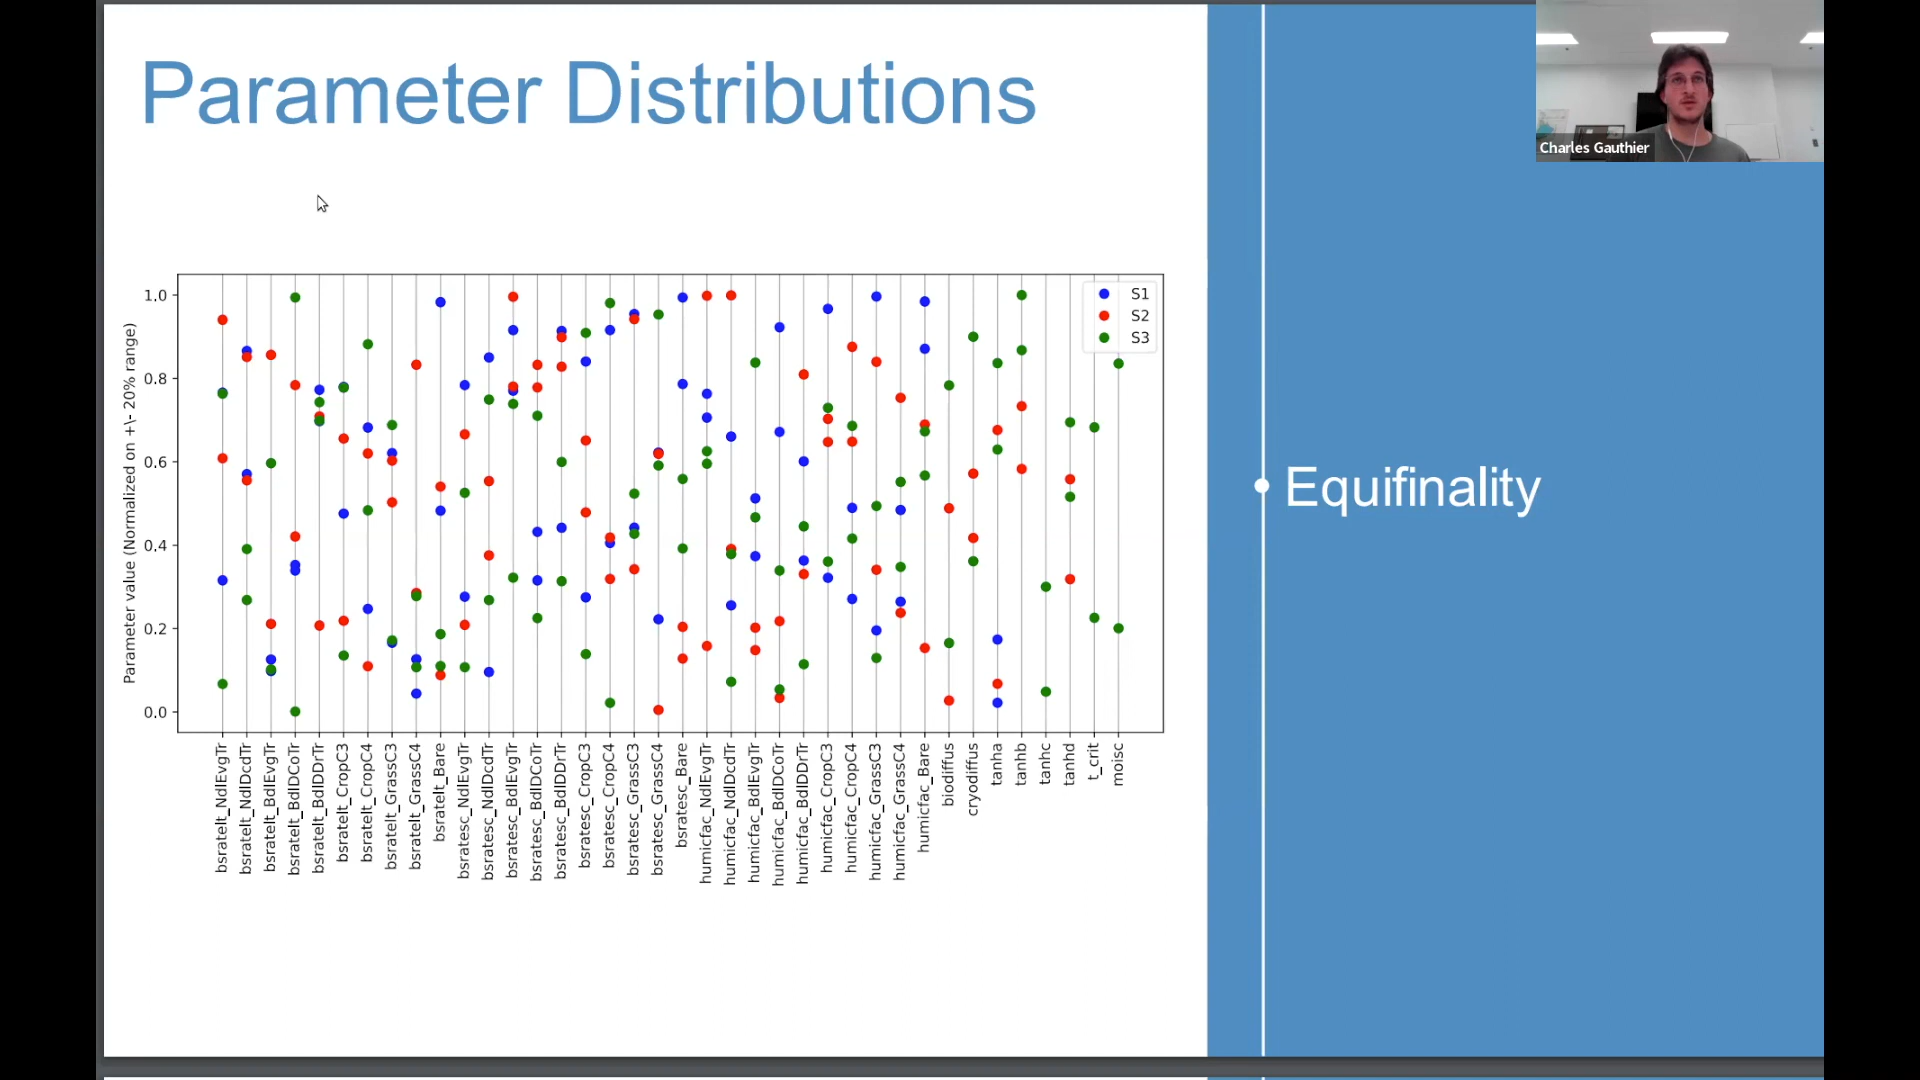 Parameter Distributions
Charles Gauthier
Equifinality
S1
S2
S3
Parameter value (Normalized on +\- 20% range)
1.0
0.8
0.6
0.4
0.2
0.0
bsratelt_NdlEvgTr
bsratelt_NdlDcdTr
bsratelt_BdlEvgTr
bsratelt_BdlDCoTr
bsratelt_BdlDDrTr
bsratelt_CropC3
bsratelt_CropC4
bsratelt_GrassC3
bsratelt_GrassC4
bsratelt_Bare
bsratesc_NdlEvgTr
bsratesc_NdlDcdTr
bsratesc_BdlEvgTr
bsratesc_BdlDCoTr
bsratesc_BdlDDrTr
bsratesc_CropC3
bsratesc_CropC4
bsratesc_GrassC3
bsratesc_GrassC4
bsratesc_Bare
humicfac_NdlEvgTr
humicfac_NdlDcdTr
humicfac_BdlEvgTr
humicfac_BdlDCoTr
humicfac_BdlDDrTr
humicfac_CropC3
humicfac_CropC4
humicfac_GrassC3
humicfac_GrassC4
humicfac_Bare
biodiffus
cryodiffus
tanha
tanhb
tanhc
tanhd
t_crit
moisc